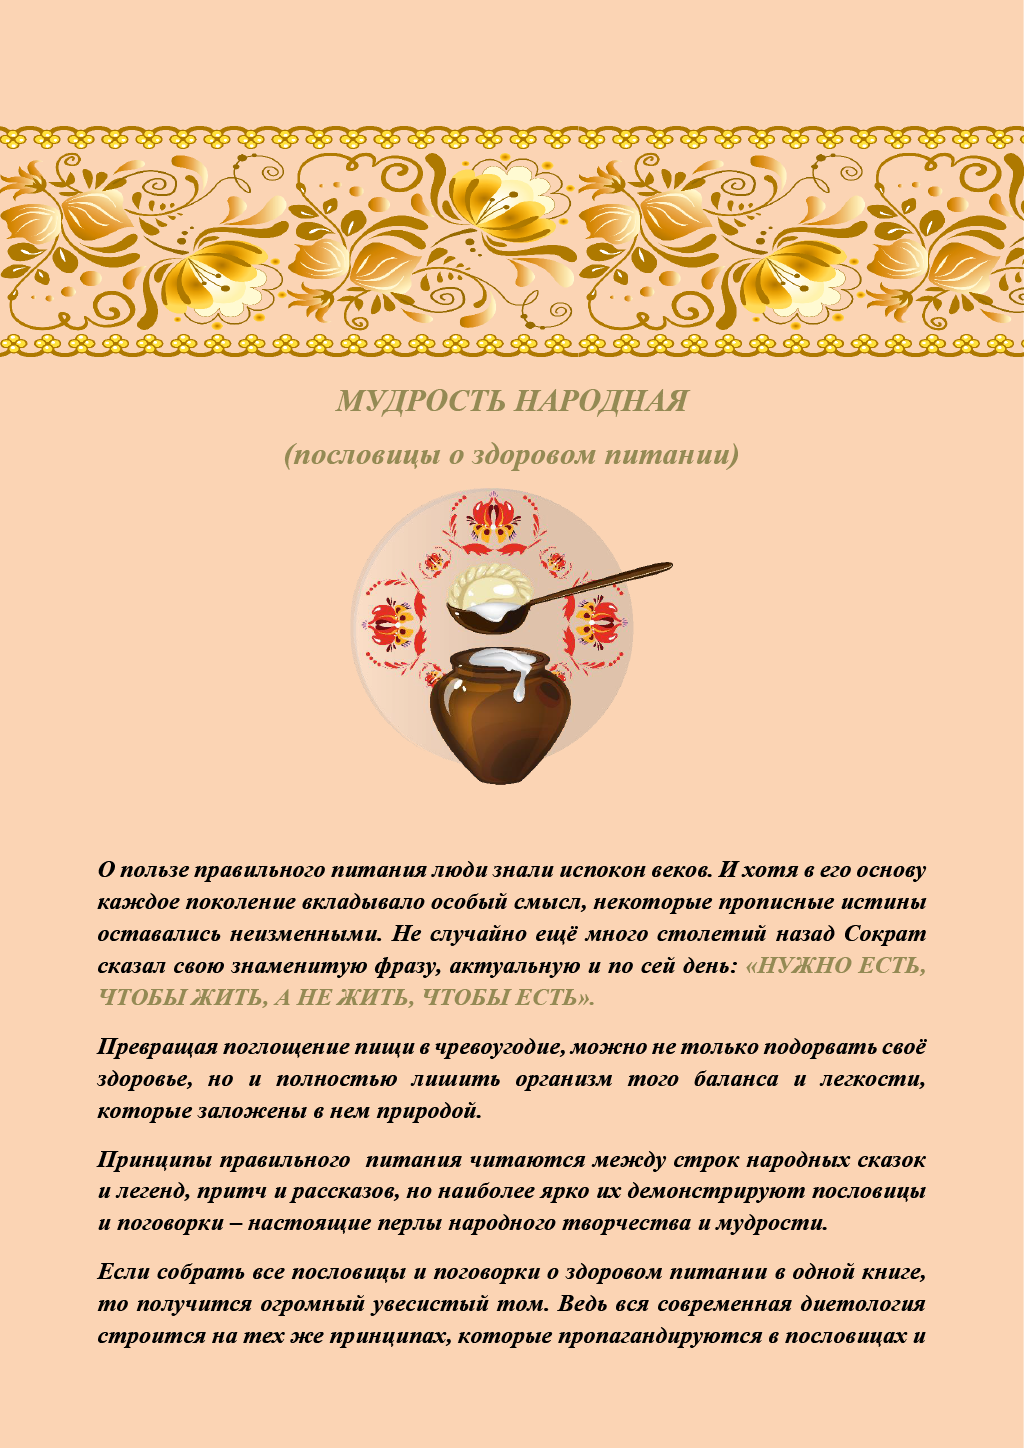 МУДРОСТЬ НАРОДНАЯ
(пословицы о здоровом питании)
О пользе правильного питания люди знали испокон веков. И хотя в его основу
каждое поколение вкладывало особый смысл, некоторые прописные истины
оставались неизменными. Не случайно ещё много столетий назад Сократ
сказал свою знаменитую фразу, актуальную и по сей день: «НУЖНО ЕСТЬ,
ЧТОБЫ ЖИТЬ, А НЕ ЖИТЬ, ЧТОБЫ ЕСТЬ».
Превращая поглощение пищи в чревоугодие, можно не только подорвать своё
здоровье, но и полностью лишить организм того баланса и легкости,
которые заложены в нем природой.
Принципы правильного питания читаются между строк народных сказок
и легенд, притч и рассказов, но наиболее ярко их демонстрируют пословицы
и поговорки – настоящие перлы народного творчества и мудрости.
Если собрать все пословицы и поговорки о здоровом питании в одной книге,
то получится огромный увесистый том. Ведь вся современная диетология
строится на тех же принципах, которые пропагандируются в пословицах и